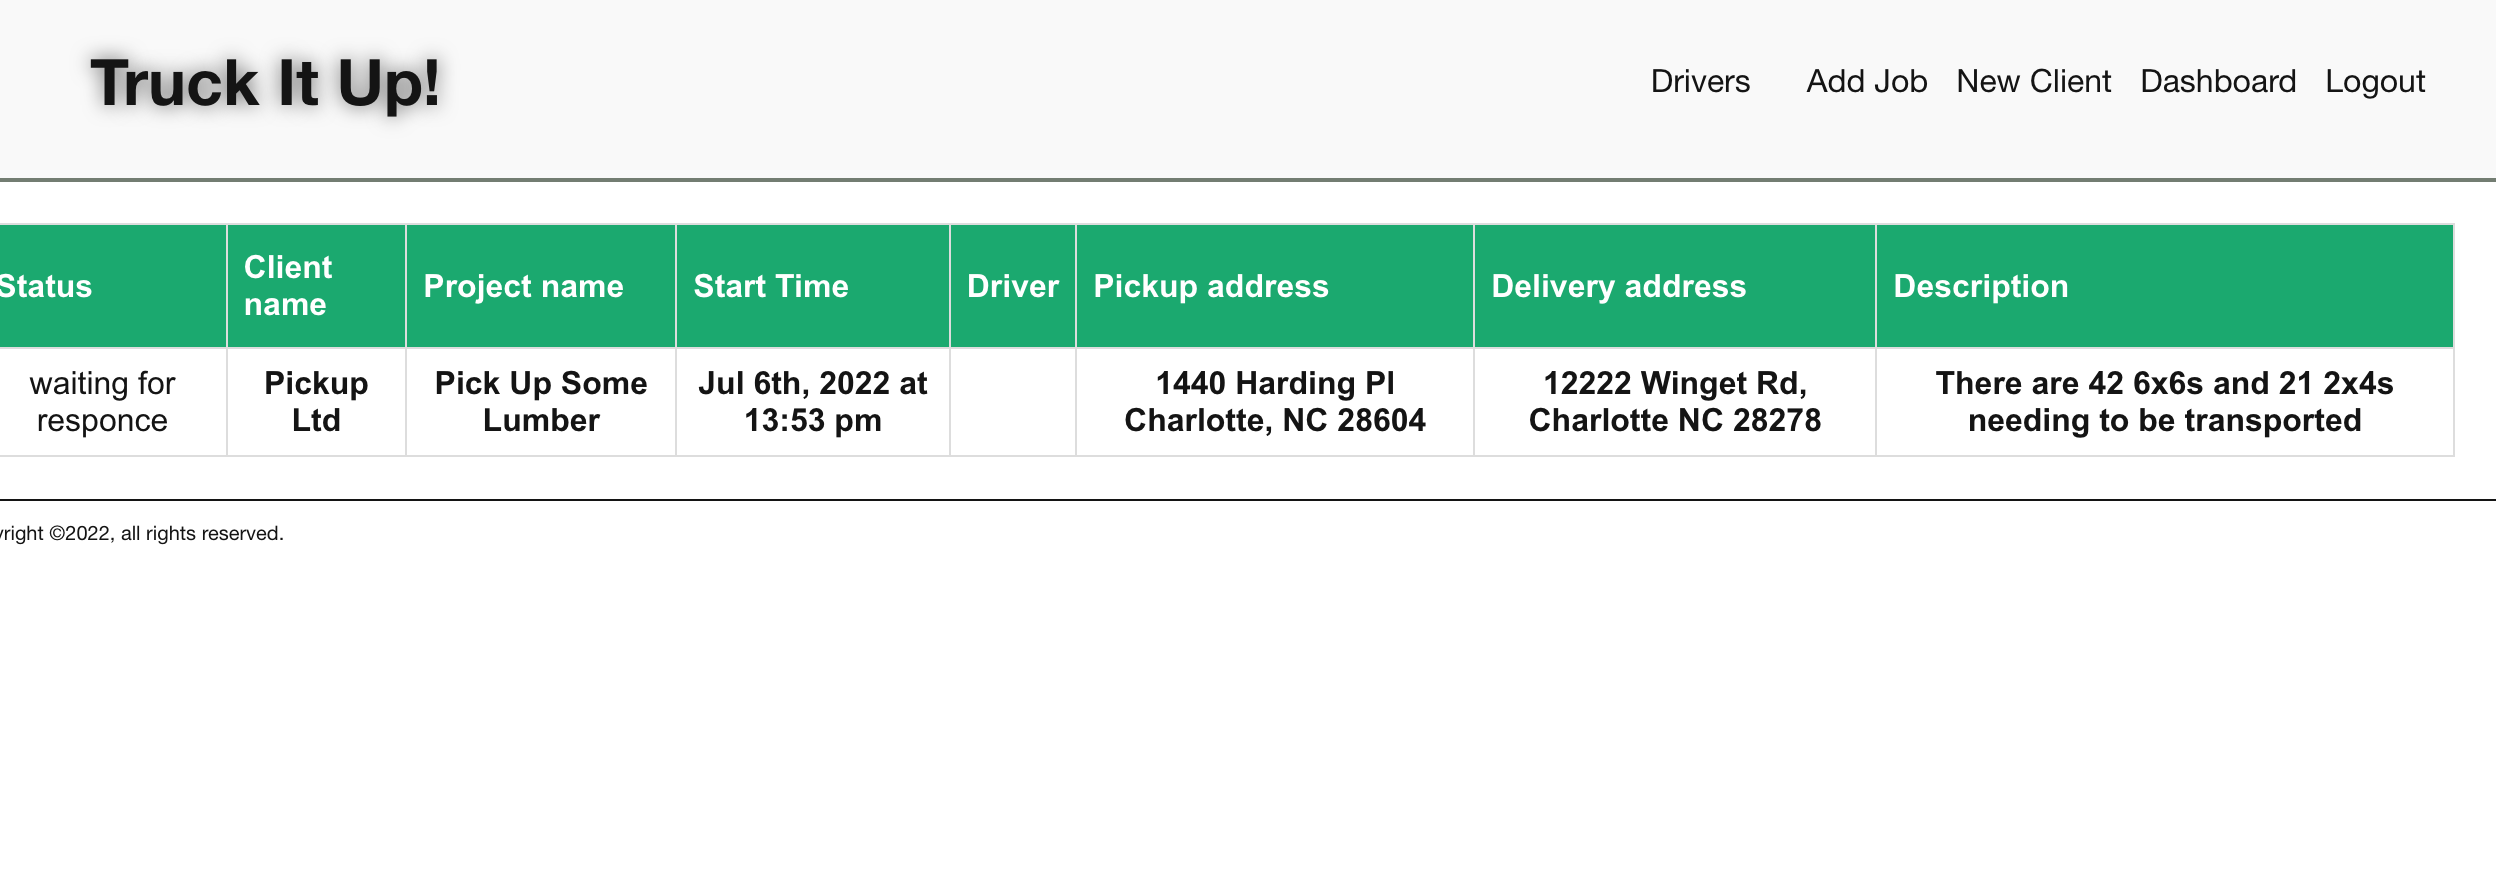 Truck It Up!
Drivers Add Job New Client Dashboard Logout
Status
Client
name
Project name
Start Time
Driver
Pickup address
Delivery address
Description
waiting for
responce
Pickup
Ltd
Pick Up Some
Lumber
Jul 6th, 2022 at
13:53 pm
1440 Harding Pl
Charlotte, NC 28604
12222 Winget Rd,
Charlotte NC 28278
There are 42 6x6s and 21 2x4s
needing to be transported
yright ©2022, all rights reserved.